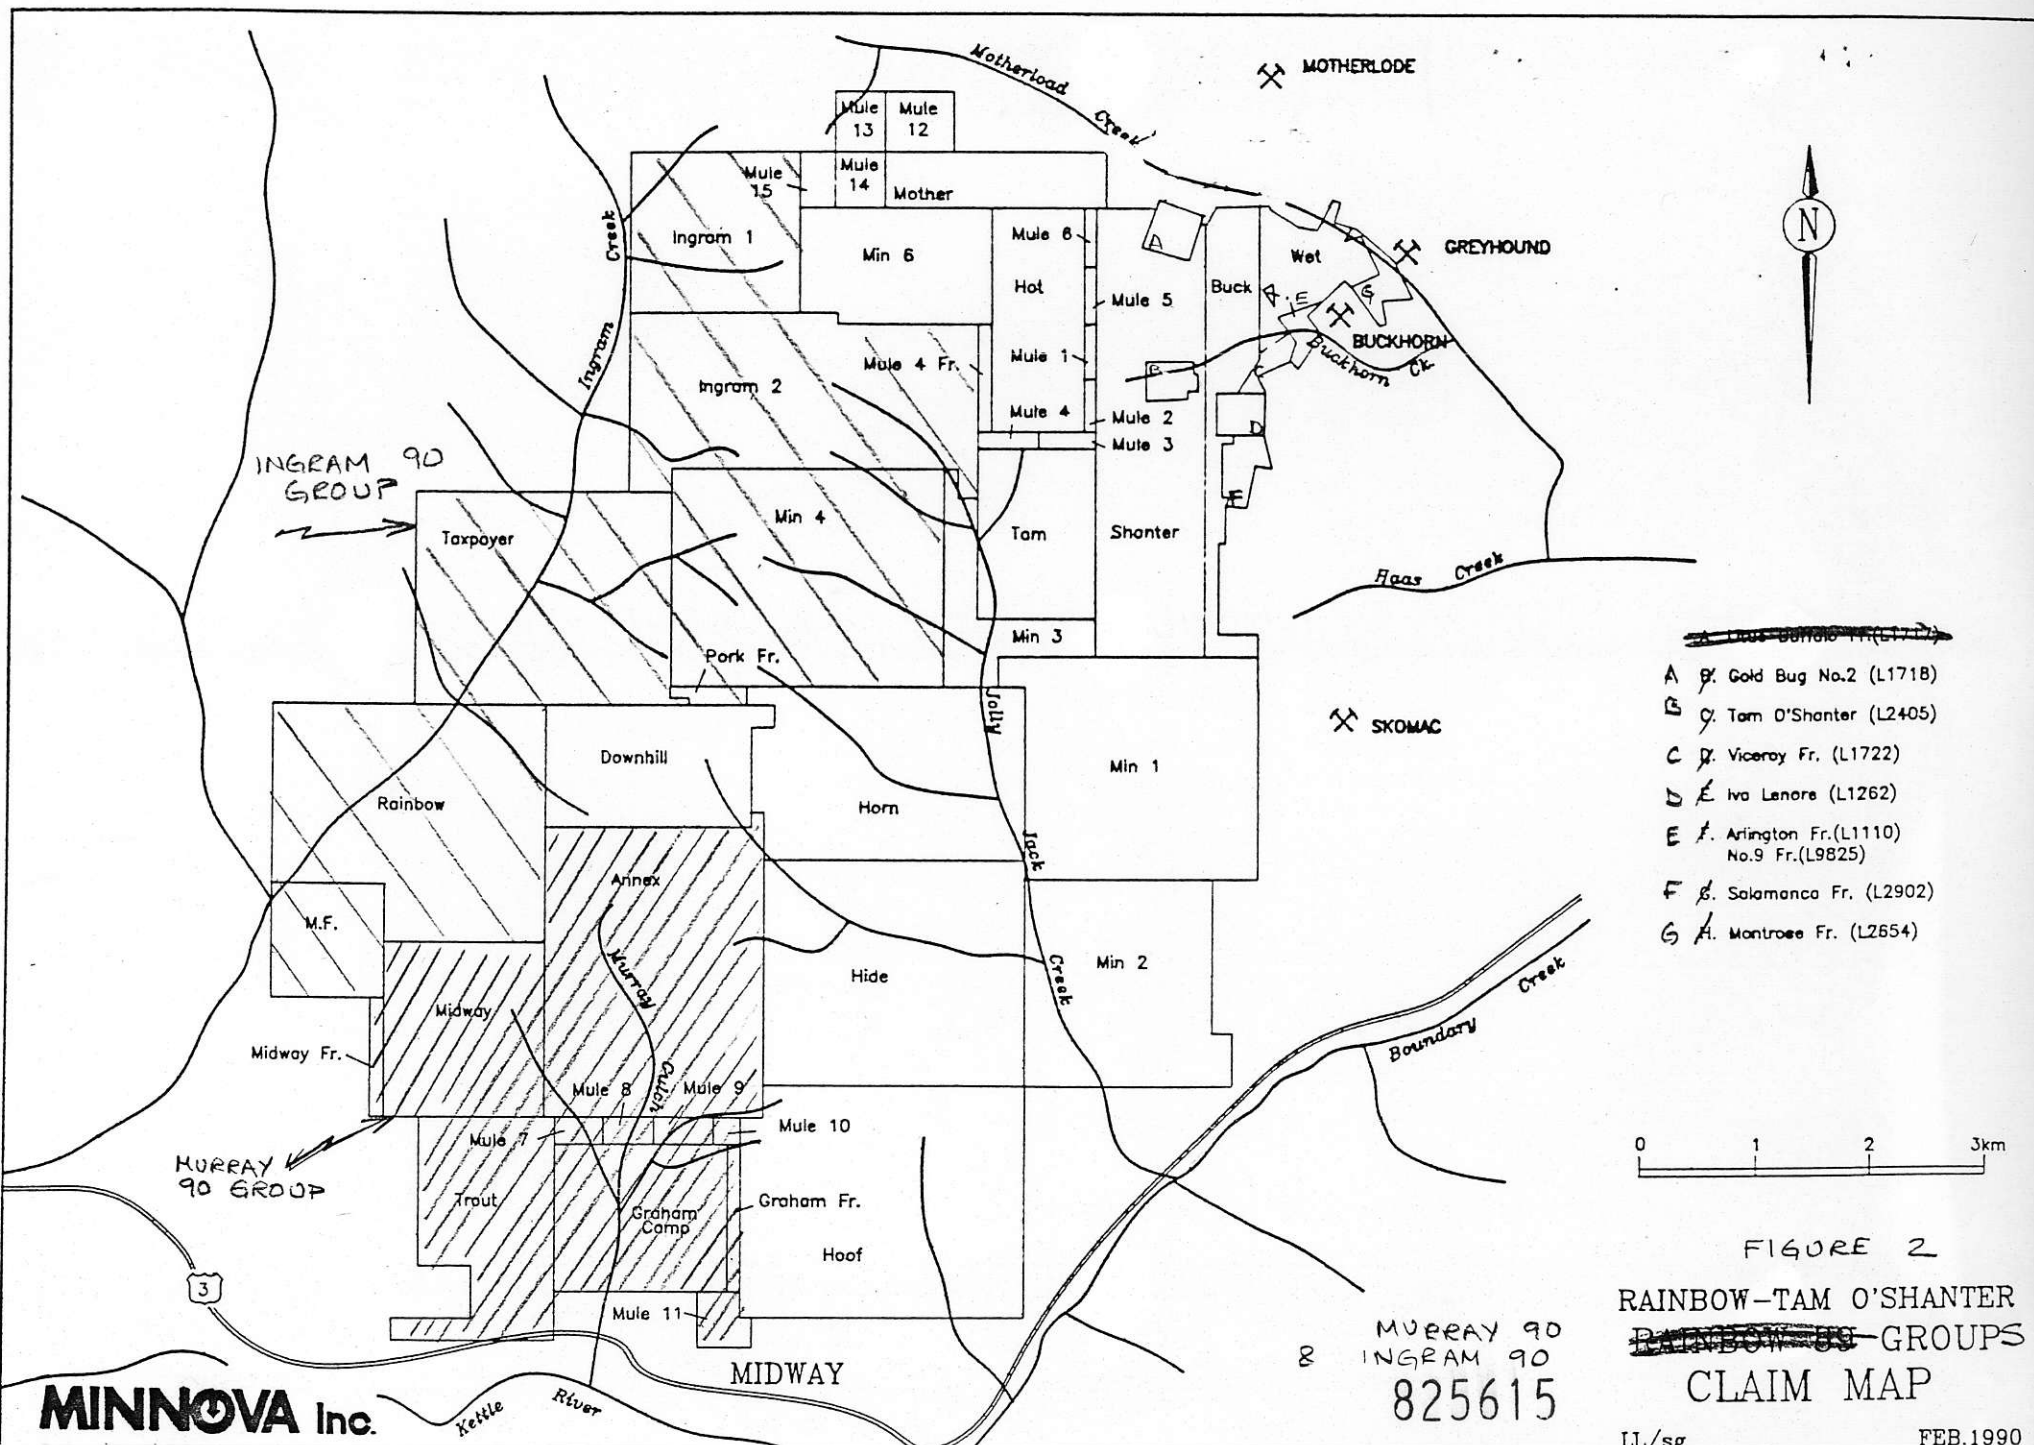 Motherload
Creek
MOTHERLODE
Mule
13
Mule
12
Mule
15
Mule
14
Mother
N
Ingram 1
Min 6
Mule 6
Hot
Mule 5
A
Wet
GREYHOUND
Buck
E
G
BUCKHORN
Buckhorn Ck
Ingram
Creek
Ingram 2
Mule 4 Fr.
Mule 1
B
C
Mule 4
Mule 2
Mule 3
D
F
INGRAM 90
GROUP
Taxpayer
Min 4
Tam
Shanter
Haas Creek
Pork Fr.
Min 3
A Gold Bug No.2 (L1718)
B Tam O'Shanter (L2405)
C Viceroy Fr. (L1722)
D Iva Lenore (L1262)
E Arlington Fr.(L1110)
No.9 Fr.(L9825)
F Salamanca Fr. (L2902)
G Montrose Fr. (L2654)
SKOMAC
Jolly
Jack
Creek
Downhill
Rainbow
Horn
Min 1
Annex
M.F.
Murray
Gulch
Hide
Min 2
Midway
Midway Fr.
Boundary
Creek
Mule 8
Mule 9
Mule 7
Mule 10
MURRAY
90 GROUP
Trout
Graham
Camp
Graham Fr.
Hoof
Mule 11
0 1 2 3km
3
MIDWAY
Kettle
River
MINNOVA Inc.
MURRAY 90
& INGRAM 90
825615
FIGURE 2
RAINBOW-TAM O'SHANTER
RAINBOW 89 GROUPS
CLAIM MAP
LL/sg
FEB.1990